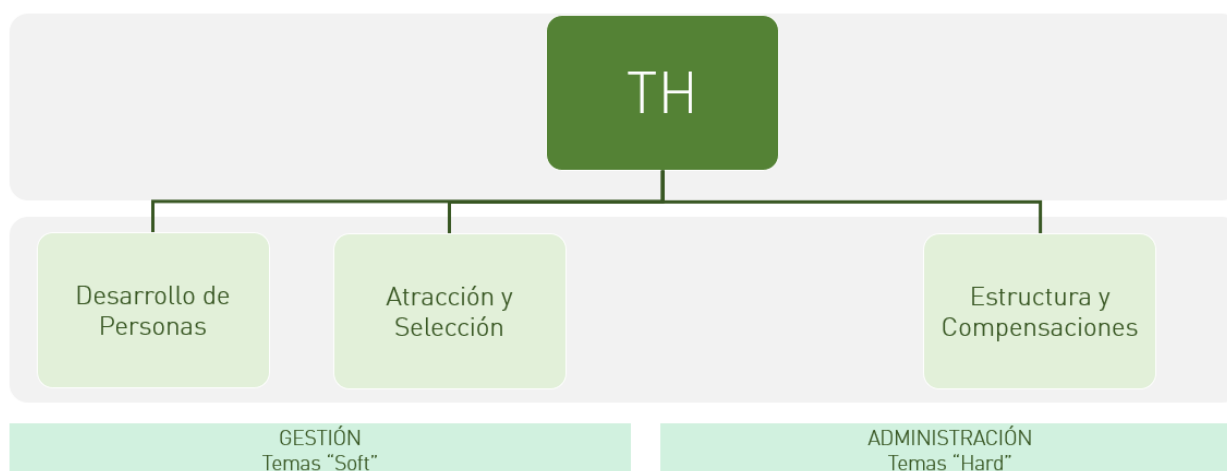 TH
Desarrollo de
Personas
Atracción y
Selección
Estructura y
Compensaciones
GESTIÓN
Temas “Soft”
ADMINISTRACIÓN
Temas “Hard”